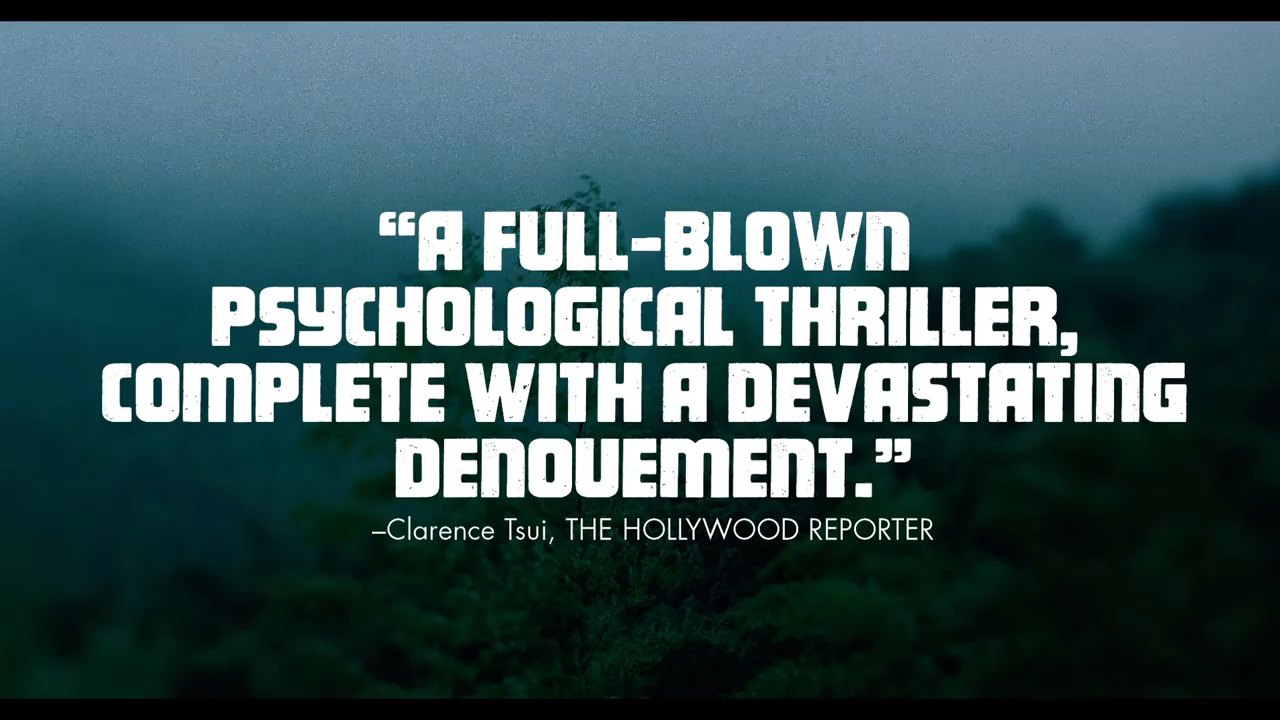 “A FULL-BLOWN
PSYCHOLOGICAL THRILLER,
COMPLETE WITH A DEVASTATING
DENOUEMENT.”
–Clarence Tsui, THE HOLLYWOOD REPORTER